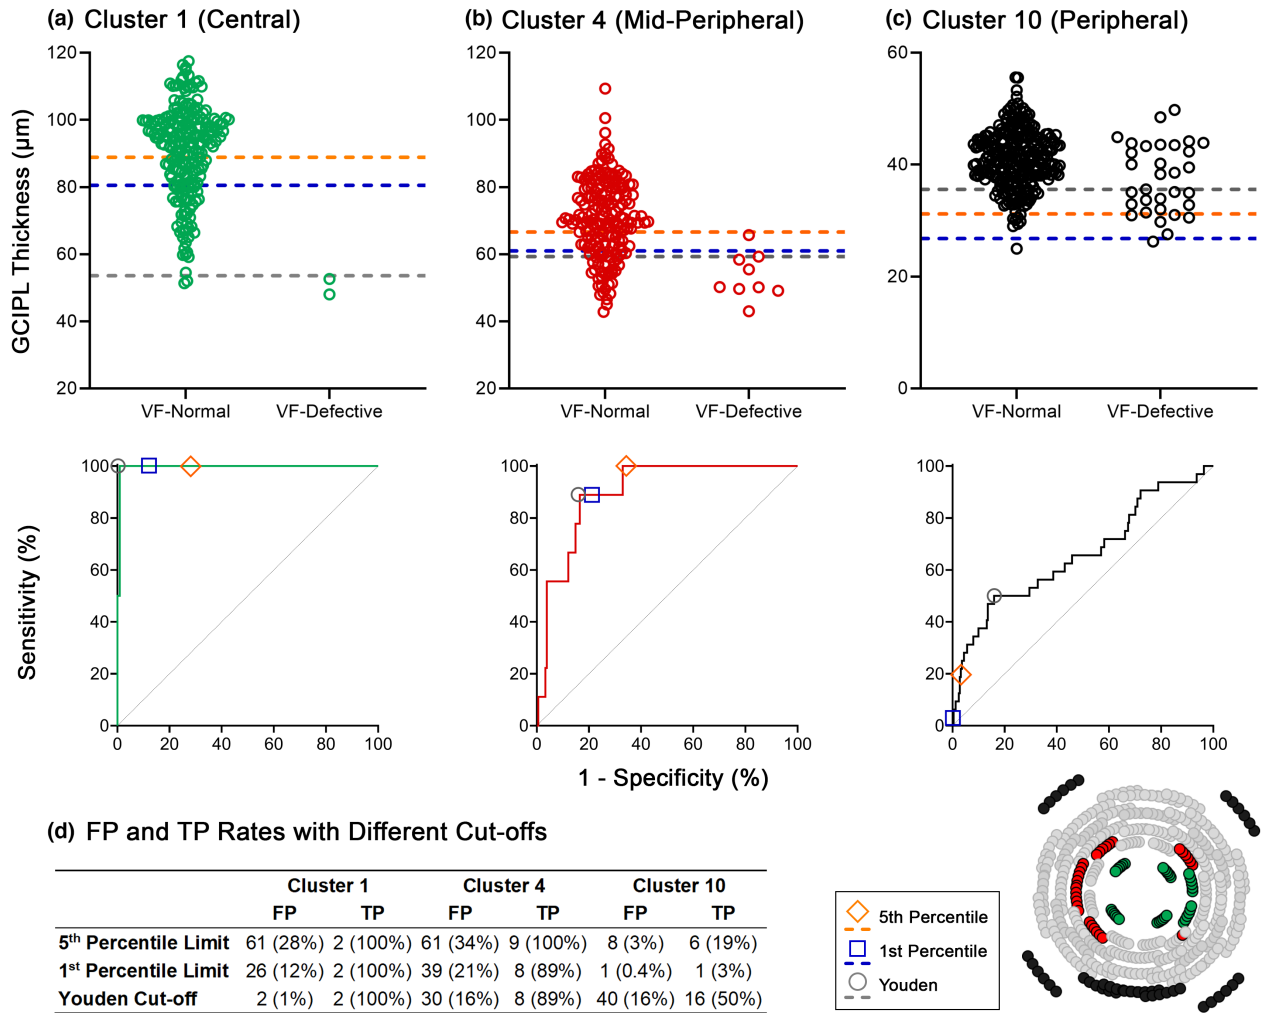 (a) Cluster 1 (Central)
(b) Cluster 4 (Mid-Peripheral)
(c) Cluster 10 (Peripheral)
GCIPL Thickness (µm)
120
100
80
60
40
20
VF-Normal VF-Defective
120
100
80
60
40
20
VF-Normal VF-Defective
60
40
20
0
VF-Normal VF-Defective
Sensitivity (%)
100
80
60
40
20
0
0 20 40 60 80 100
100
80
60
40
20
0
0 20 40 60 80 100
100
80
60
40
20
0
0 20 40 60 80 100
1 - Specificity (%)
(d) FP and TP Rates with Different Cut-offs
Cluster 1 Cluster 4 Cluster 10
FP TP FP TP FP TP
5th Percentile Limit 61 (28%) 2 (100%) 61 (34%) 9 (100%) 8 (3%) 6 (19%)
1st Percentile Limit 26 (12%) 2 (100%) 39 (21%) 8 (89%) 1 (0.4%) 1 (3%)
Youden Cut-off 2 (1%) 2 (100%) 30 (16%) 8 (89%) 40 (16%) 16 (50%)
5th Percentile
1st Percentile
Youden